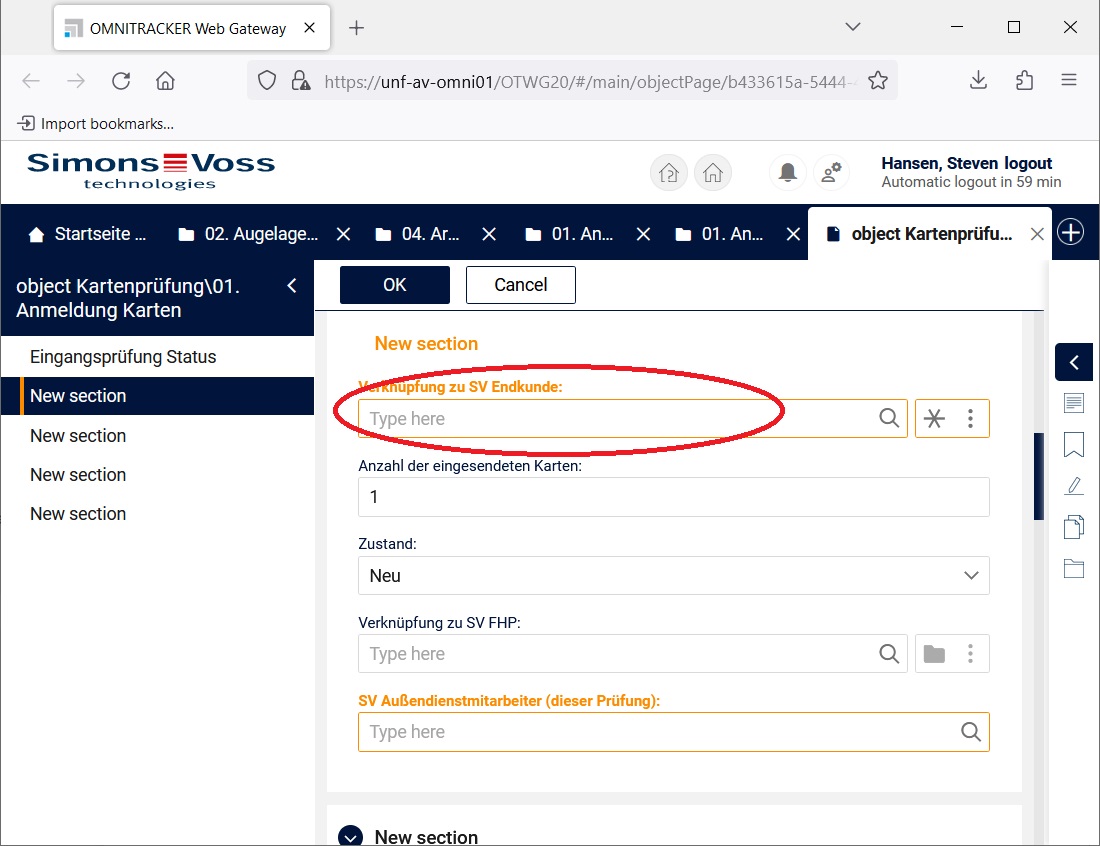 OMNITRACKER Web Gateway
https://unf-av-omni01/OTWG20/#/main/objectPage/b433615a-5444-
Import bookmarks...
Simons Voss
technologies
Hansen, Steven logout
Automatic logout in 59 min
Startseite ... 02. Augelage... 04. Ar... 01. An... 01. An... object Kartenprüfu...
object Kartenprüfung\01.
Anmeldung Karten
OK Cancel
Eingangsprüfung Status
New section
New section
New section
New section
New section
Verknüpfung zu SV Endkunde:
Type here
Anzahl der eingesendeten Karten:
1
Zustand:
Neu
Verknüpfung zu SV FHP:
Type here
SV Außendienstmitarbeiter (dieser Prüfung):
Type here
New section